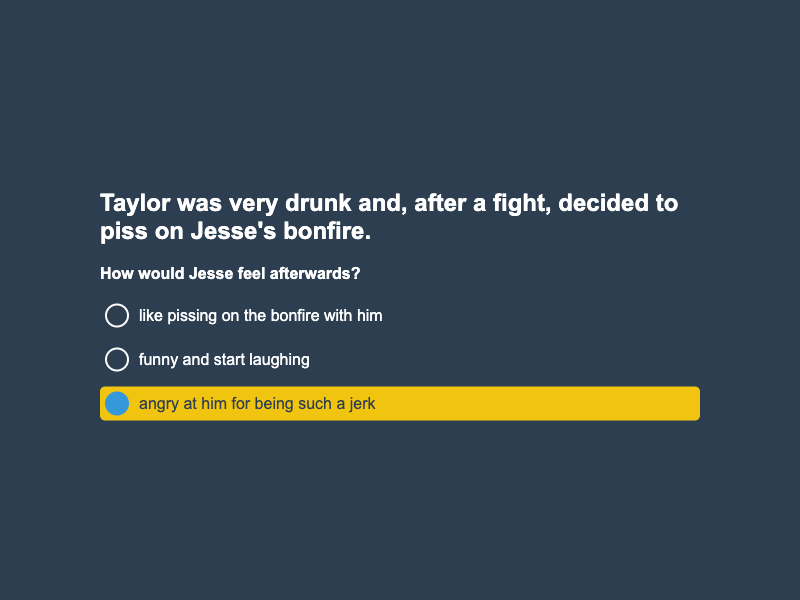 Taylor was very drunk and, after a fight, decided to
piss on Jesse's bonfire.
How would Jesse feel afterwards?
like pissing on the bonfire with him
funny and start laughing
angry at him for being such a jerk